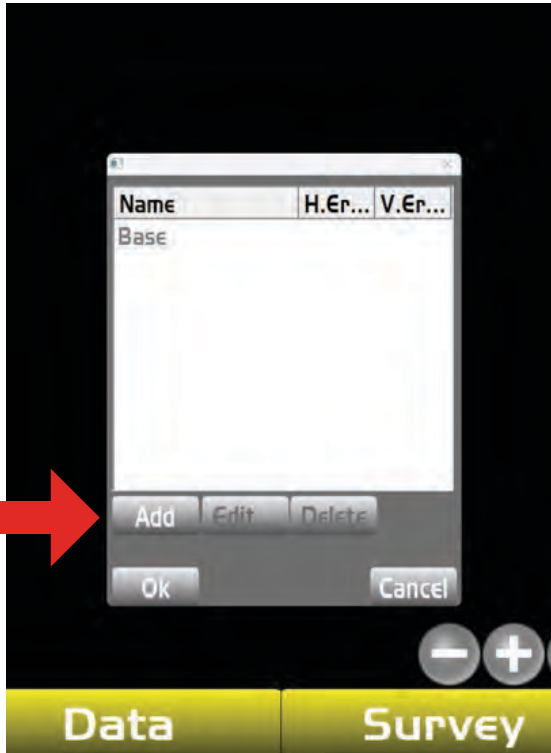 Name H.Er... V.Er...
Base
Add Edit Delete
Ok Cancel
Data Survey